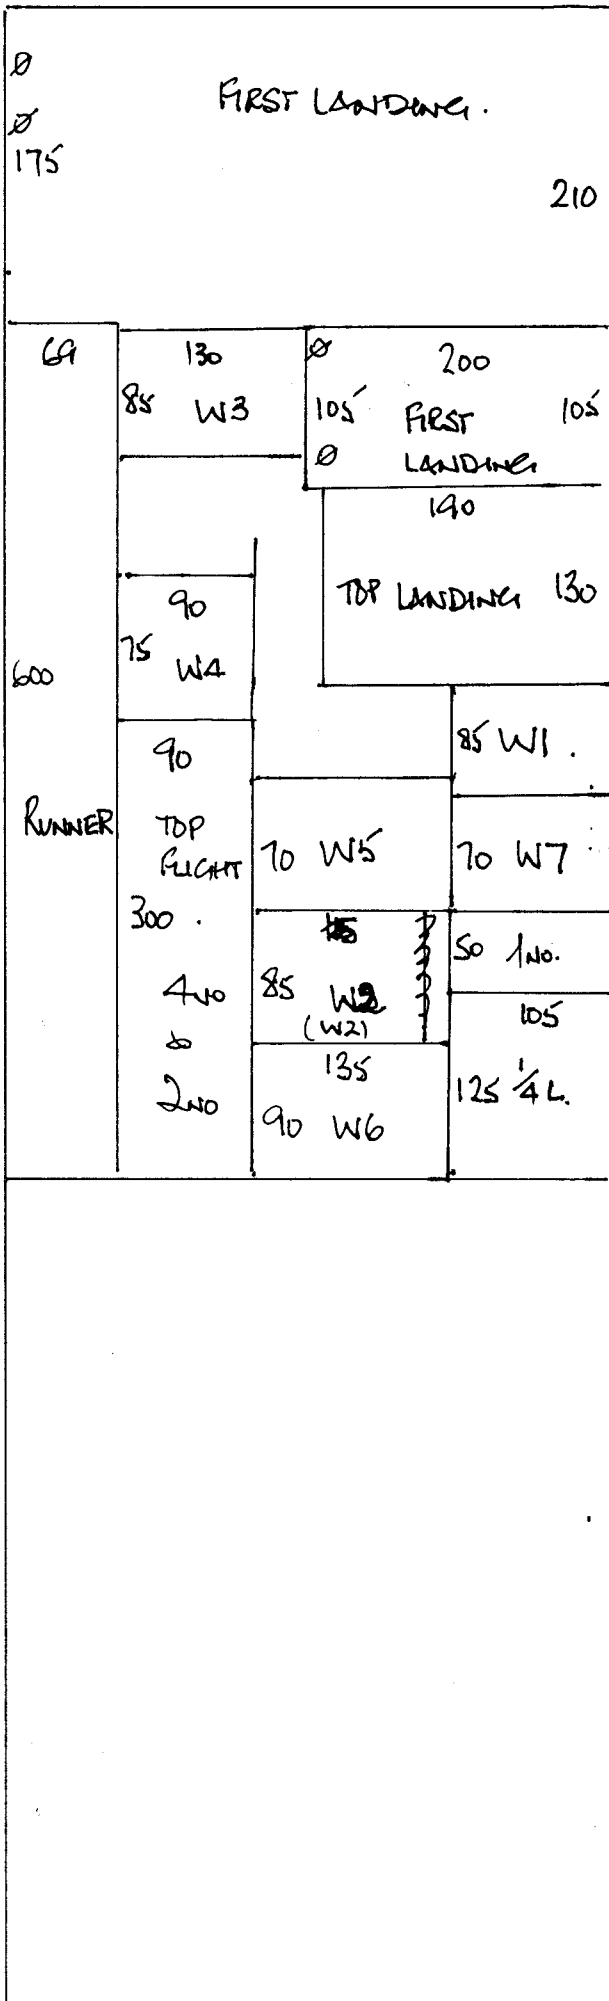 Ø
FIRST LANDING.
Ø
175
210
69
130
85 W3
Ø
200
105 FIRST 105
Ø LANDING
190
TOP LANDING 130
90
75 W4
600
90
85 W1.
RUNNER
TOP
FLIGHT
70 W5
70 W7
300.
50 1NO.
4NO
85 W2
(W2)
&
2NO
105
135
125 1/4 L.
90 W6